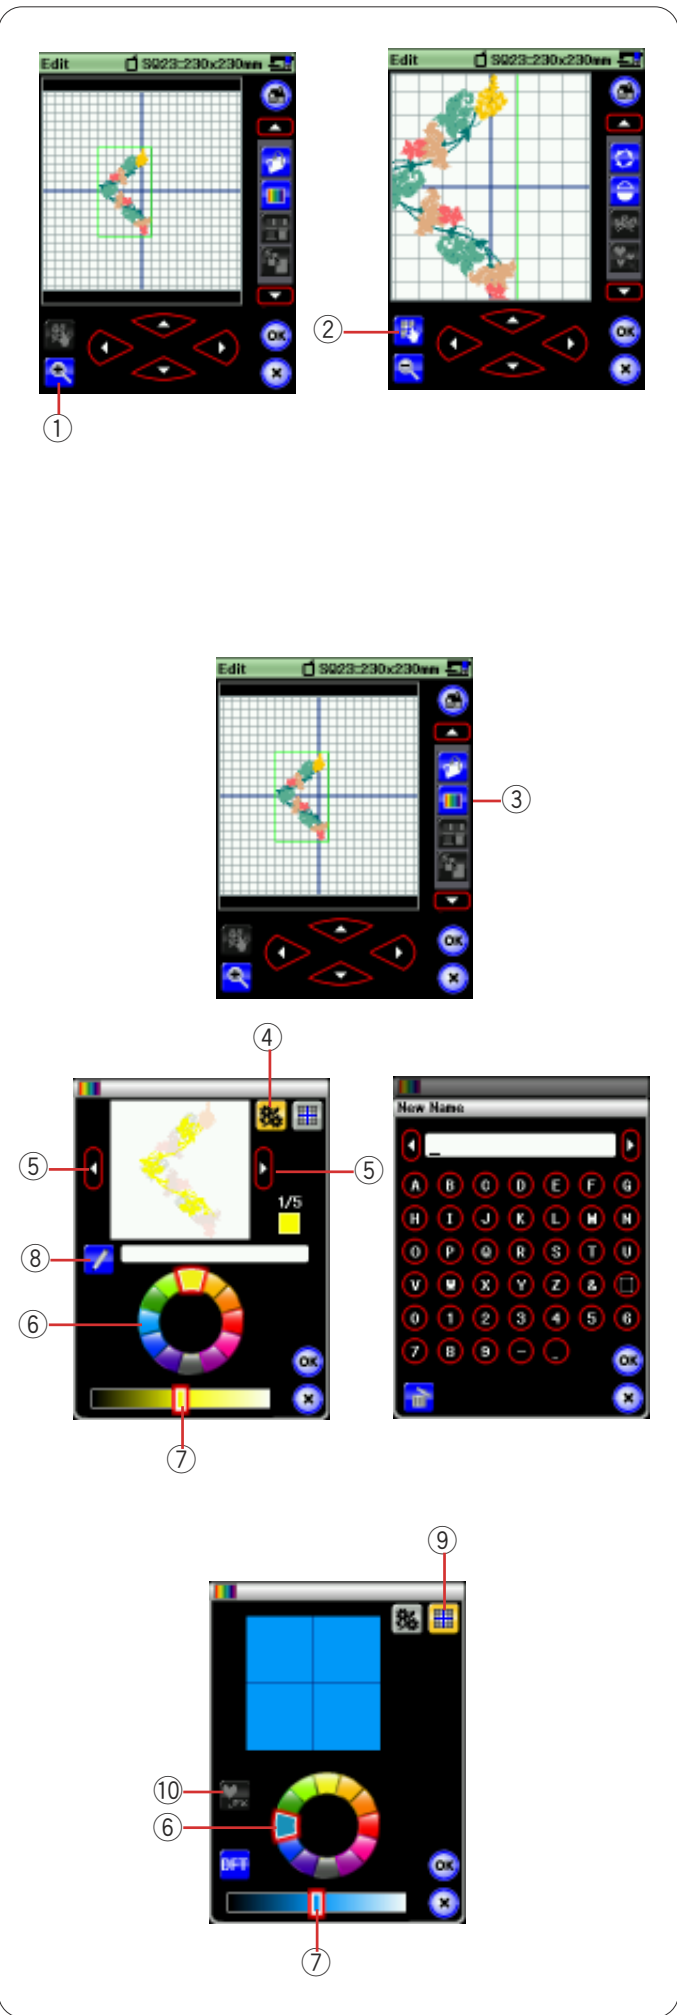 Edit SQ23:230x230mm
Edit SQ23:230x230mm
OK
OK
②
①
Edit SQ23:230x230mm
③
OK
④
⑤
⑤
1/5
⑧
⑥
OK
⑦
New Name
_
A B C D E F G
H I J K L M N
O P Q R S T U
V W X Y Z &
0 1 2 3 4 5 6
7 8 9 - _
OK
⑨
⑩
⑥
DFT
OK
⑦